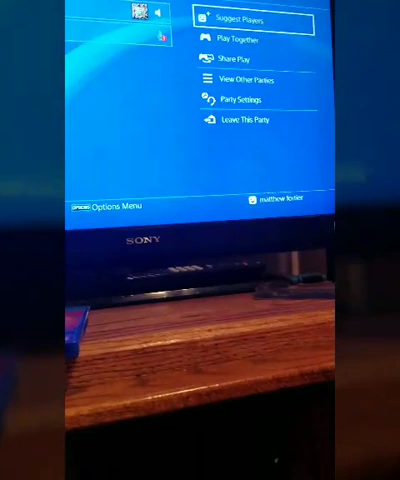 Suggest Players
Play Together
Share Play
View Other Parties
Party Settings
Leave This Party
OPTIONS Options Menu
matthew fostier
SONY